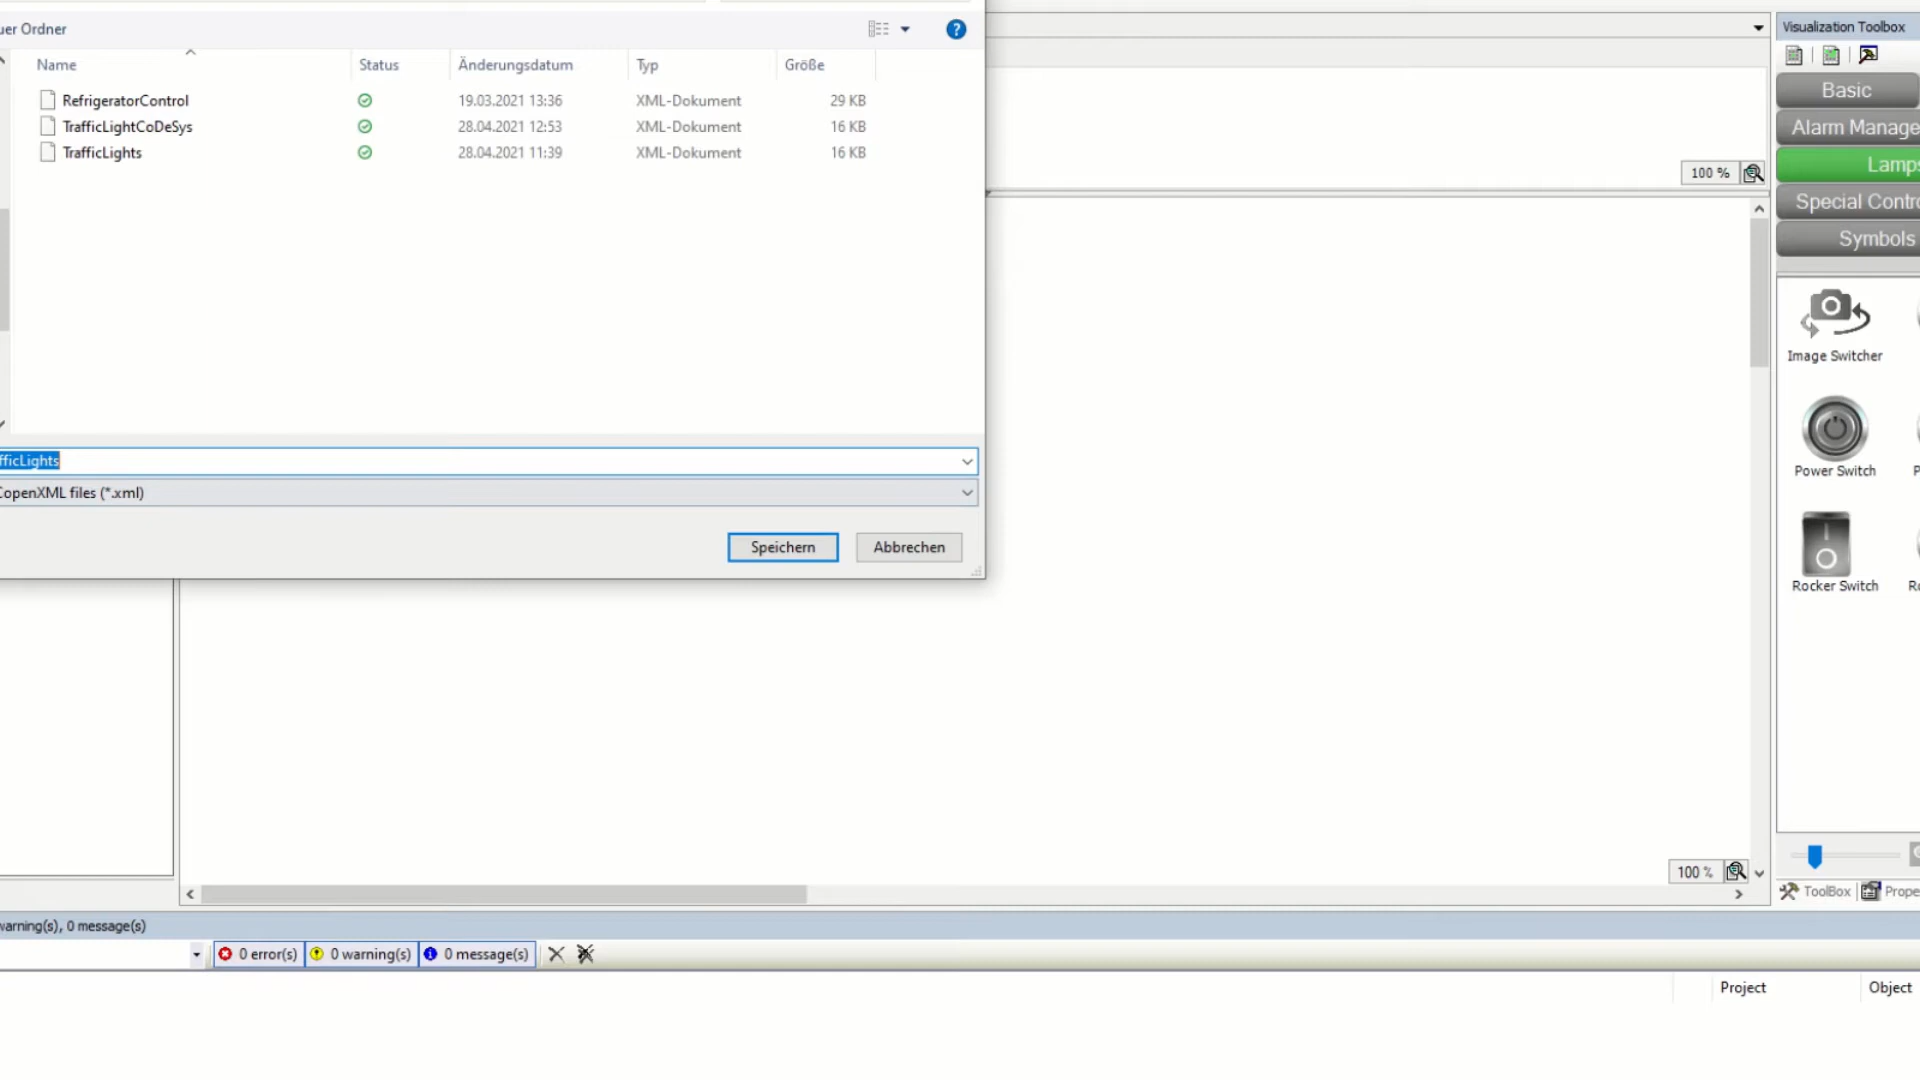 uer Ordner
Name Status Änderungsdatum Typ Größe
RefrigeratorControl 19.03.2021 13:36 XML-Dokument 29 KB
TrafficLightCoDeSys 28.04.2021 12:53 XML-Dokument 16 KB
TrafficLights 28.04.2021 11:39 XML-Dokument 16 KB
fficLights
CopenXML files (*.xml)
Speichern Abbrechen
100 %
Visualization Toolbox
Basic
Alarm Manage
Lamps
Special Contro
Symbols
Image Switcher
Power Switch
Rocker Switch
100 %
ToolBox Prope
warning(s), 0 message(s)
0 error(s) 0 warning(s) 0 message(s)
Project Object